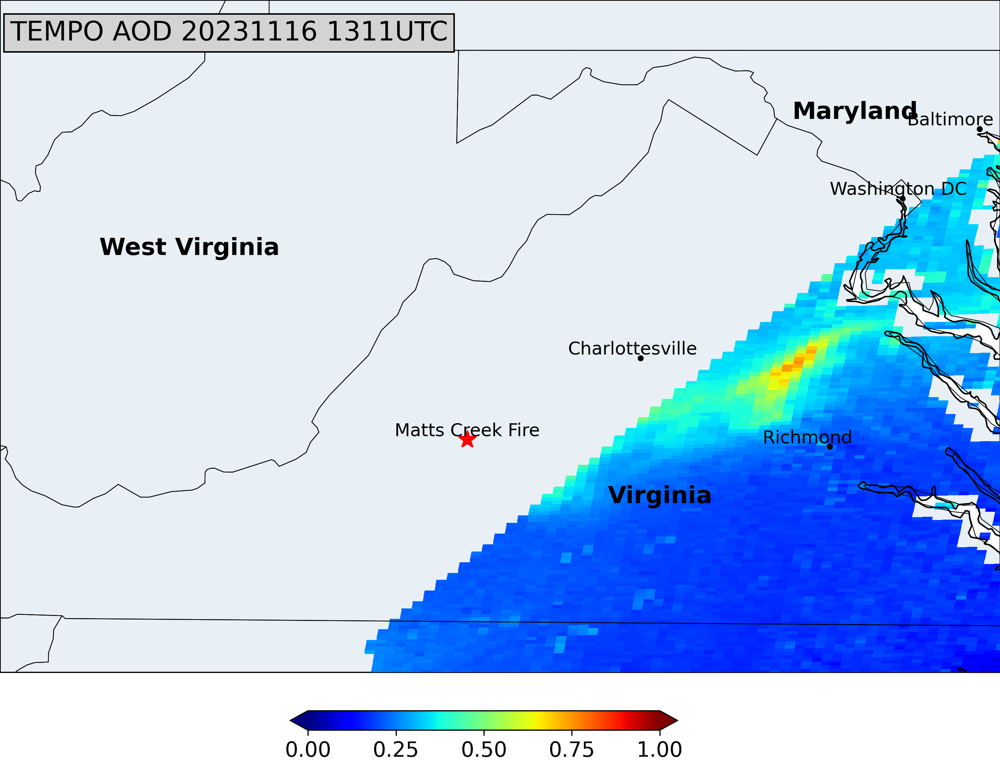 TEMPO AOD 20231116 1311UTC
Maryland
Baltimore
Washington DC
West Virginia
Charlottesville
Matts Creek Fire
Richmond
Virginia
0.00 0.25 0.50 0.75 1.00